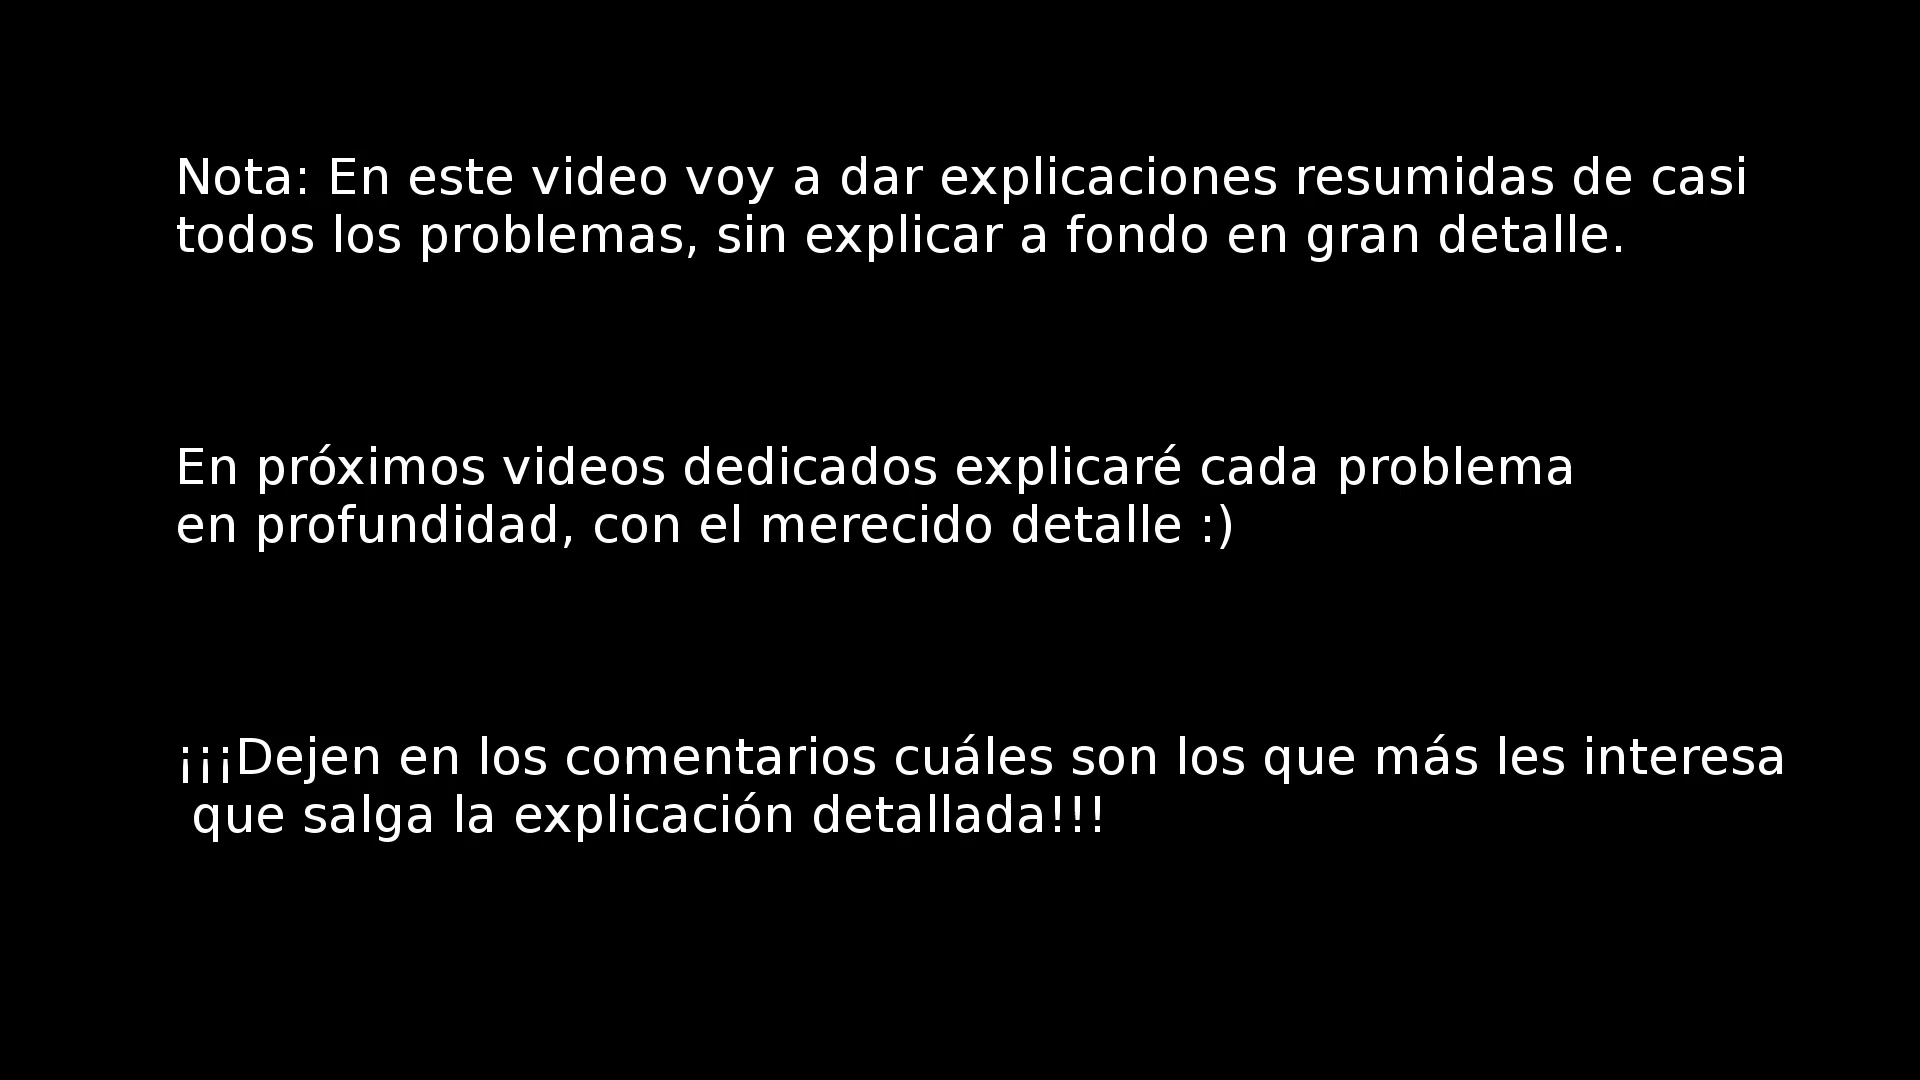 Nota: En este video voy a dar explicaciones resumidas de casi
todos los problemas, sin explicar a fondo en gran detalle.
En próximos videos dedicados explicaré cada problema
en profundidad, con el merecido detalle :)
¡¡¡Dejen en los comentarios cuáles son los que más les interesa
que salga la explicación detallada!!!